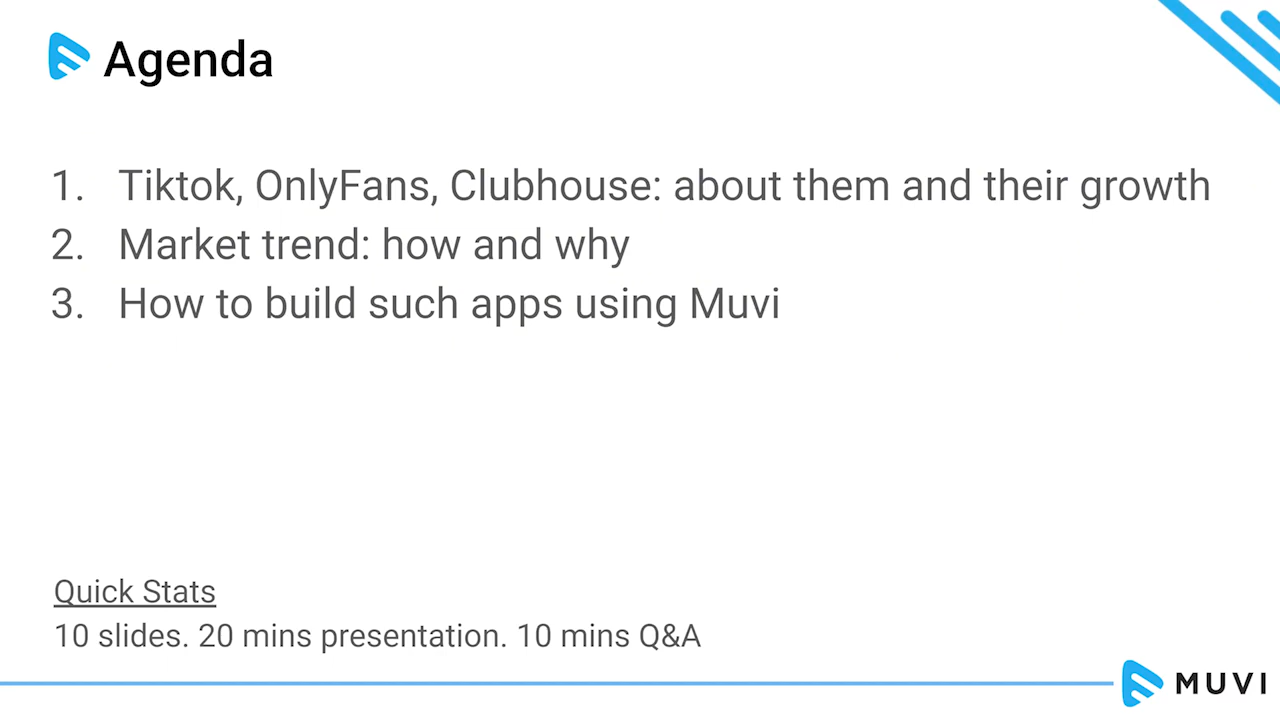 Agenda
1. Tiktok, OnlyFans, Clubhouse: about them and their growth
2. Market trend: how and why
3. How to build such apps using Muvi
Quick Stats
10 slides. 20 mins presentation. 10 mins Q&A
MUVI